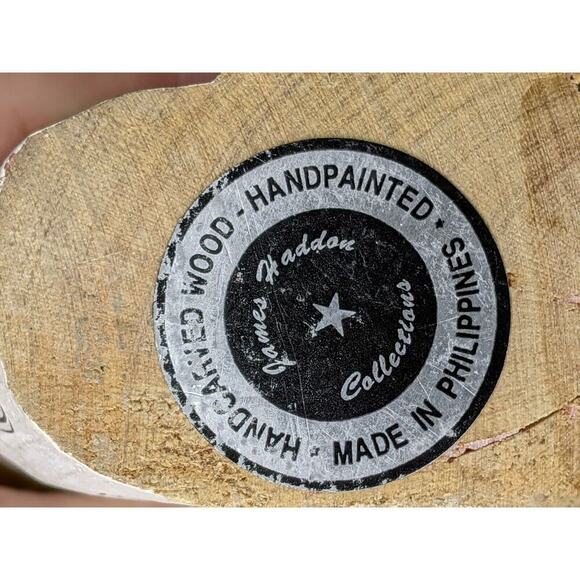 HANDCARVED WOOD - HANDPAINTED * MADE IN PHILIPPINES -
James Haddon
Collections